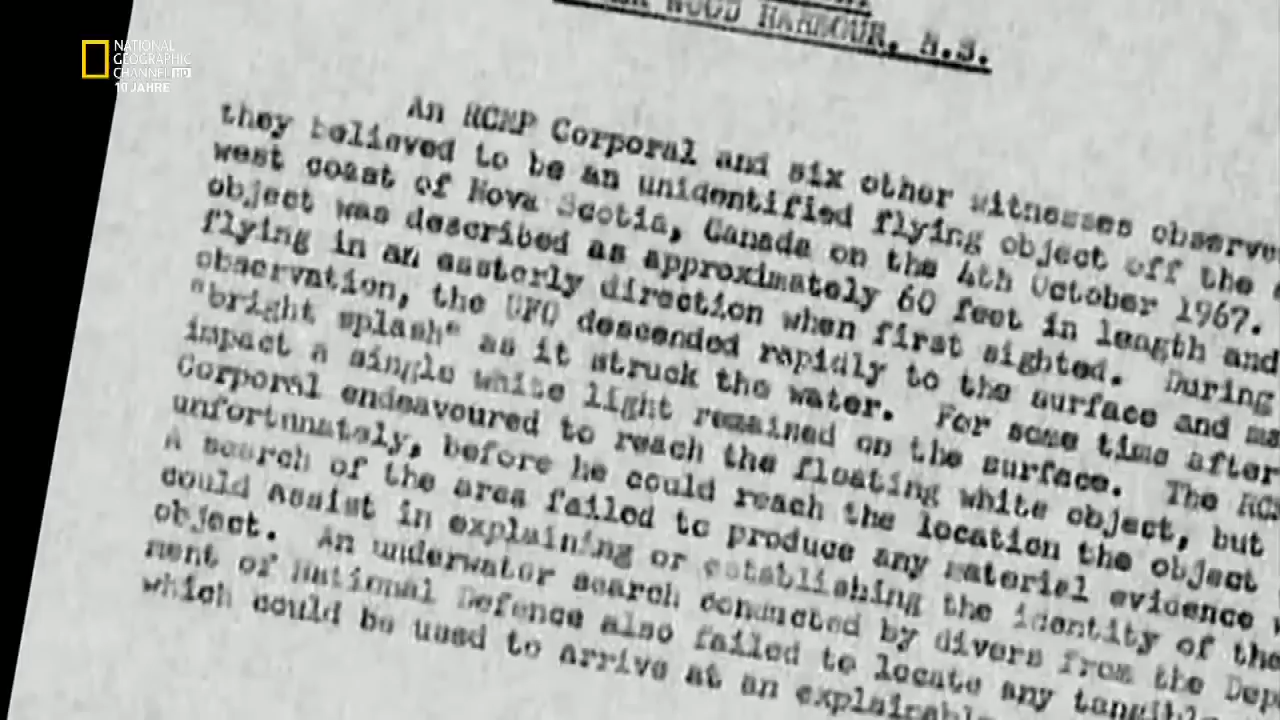 NATIONAL
GEOGRAPHIC
CHANNEL HD
10 JAHRE
WOOD HARBOUR, N.S.
An RCMP Corporal and six other witnesses observe
they believed to be an unidentified flying object off the
west coast of Nova Scotia, Canada on the 4th October 1967.
object was described as approximately 60 feet in length and
flying in an easterly direction when first sighted. During
observation, the UFO descended rapidly to the surface and ma
"bright splash" as it struck the water. For some time after
impact a single white light remained on the surface. The RC
Corporal endeavoured to reach the floating white object, but
unfortunately, before he could reach the location the object
A search of the area failed to produce any material evidence w
could assist in explaining or establishing the identity of the
object. An underwater search conducted by divers from the Dep
ment of National Defence also failed to locate any tangibl
which could be used to arrive at an explainable